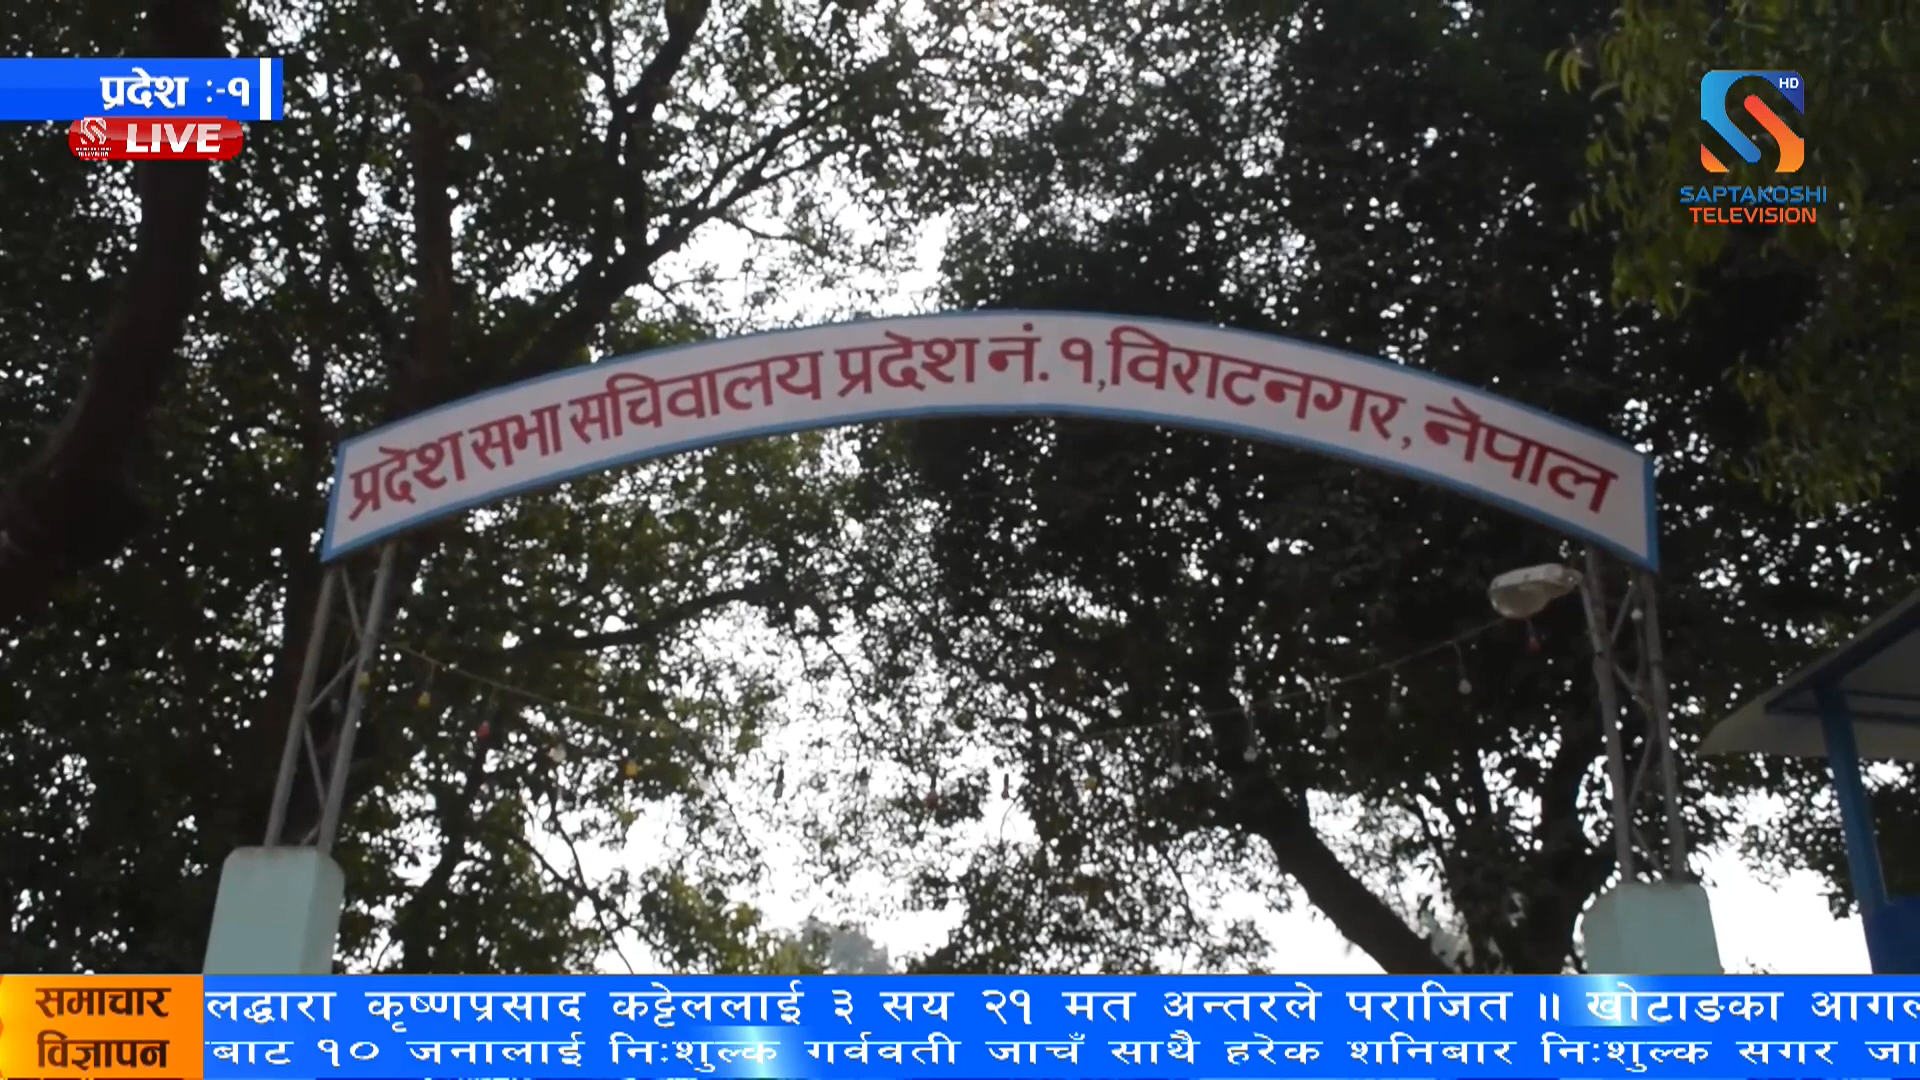 प्रदेश :-१
LIVE
HD
SAPTAKOSHI
TELEVISION
प्रदेश सभा सचिवालय प्रदेश नं. १,विराटनगर, नेपाल
समाचार
विज्ञापन
लद्धारा कृष्णप्रसाद कट्टेललाई ३ सय २१ मत अन्तरले पराजित ॥ खोटाङका आगल
बाट १० जनालाई निःशुल्क गर्ववती जाचँ साथै हरेक शनिबार निःशुल्क सगर जा